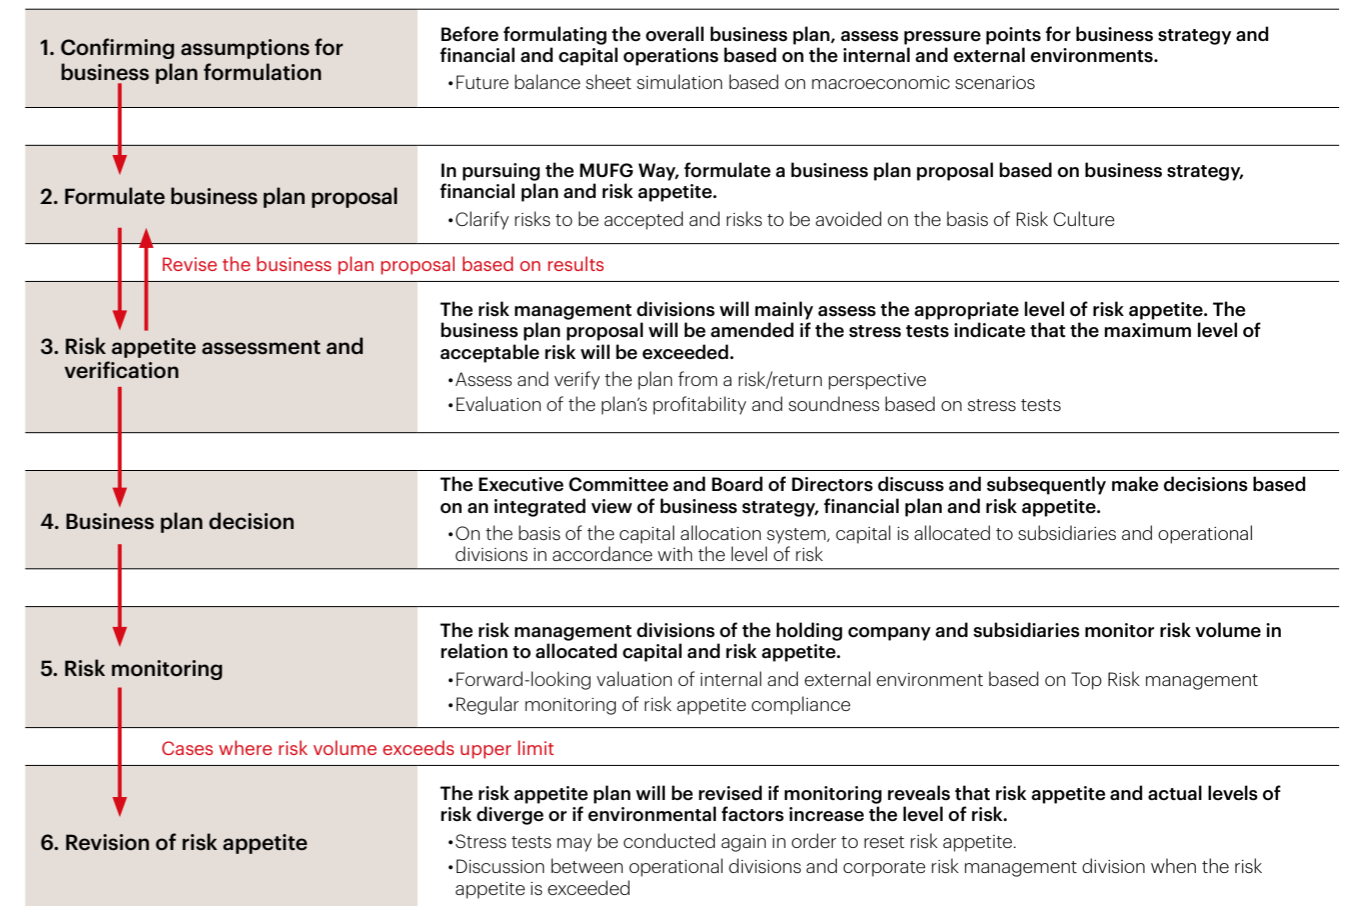 1. Confirming assumptions for
business plan formulation
Before formulating the overall business plan, assess pressure points for business strategy and
financial and capital operations based on the internal and external environments.
•Future balance sheet simulation based on macroeconomic scenarios
2. Formulate business plan proposal
In pursuing the MUFG Way, formulate a business plan proposal based on business strategy,
financial plan and risk appetite.
•Clarify risks to be accepted and risks to be avoided on the basis of Risk Culture
Revise the business plan proposal based on results
3. Risk appetite assessment and
verification
The risk management divisions will mainly assess the appropriate level of risk appetite. The
business plan proposal will be amended if the stress tests indicate that the maximum level of
acceptable risk will be exceeded.
•Assess and verify the plan from a risk/return perspective
•Evaluation of the plan’s profitability and soundness based on stress tests
4. Business plan decision
The Executive Committee and Board of Directors discuss and subsequently make decisions based
on an integrated view of business strategy, financial plan and risk appetite.
•On the basis of the capital allocation system, capital is allocated to subsidiaries and operational
divisions in accordance with the level of risk
5. Risk monitoring
The risk management divisions of the holding company and subsidiaries monitor risk volume in
relation to allocated capital and risk appetite.
•Forward-looking valuation of internal and external environment based on Top Risk management
•Regular monitoring of risk appetite compliance
Cases where risk volume exceeds upper limit
6. Revision of risk appetite
The risk appetite plan will be revised if monitoring reveals that risk appetite and actual levels of
risk diverge or if environmental factors increase the level of risk.
•Stress tests may be conducted again in order to reset risk appetite.
•Discussion between operational divisions and corporate risk management division when the risk
appetite is exceeded